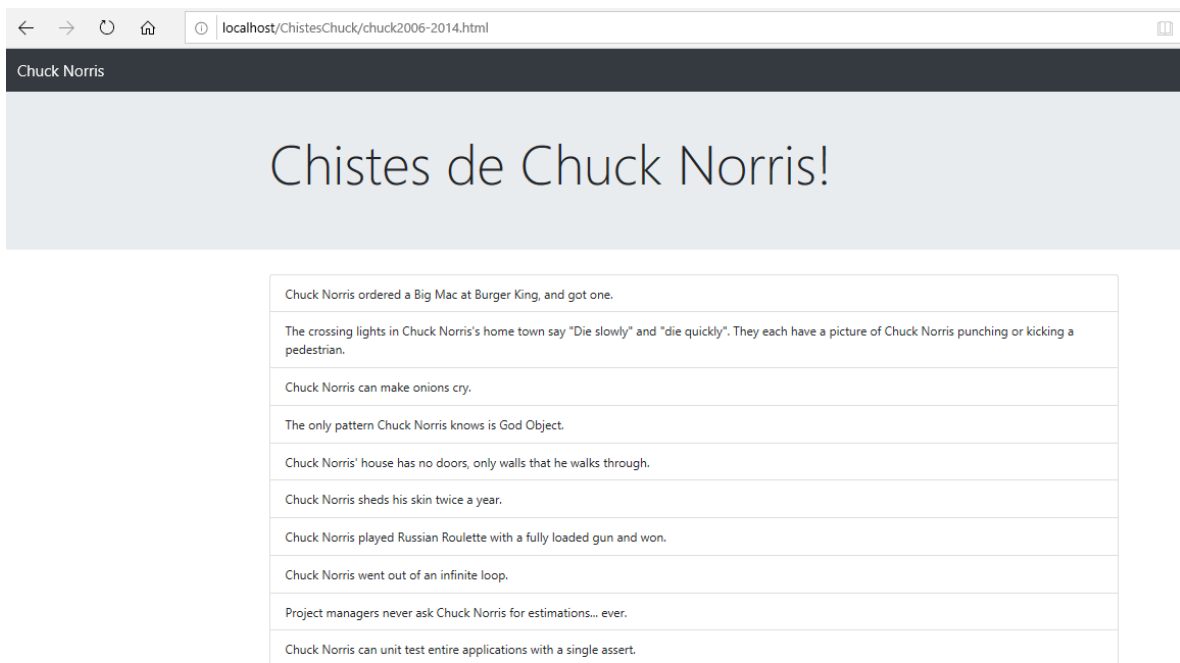 localhost/ChistesChuck/chuck2006-2014.html
Chuck Norris
Chistes de Chuck Norris!
Chuck Norris ordered a Big Mac at Burger King, and got one.
The crossing lights in Chuck Norris's home town say "Die slowly" and "die quickly". They each have a picture of Chuck Norris punching or kicking a
pedestrian.
Chuck Norris can make onions cry.
The only pattern Chuck Norris knows is God Object.
Chuck Norris' house has no doors, only walls that he walks through.
Chuck Norris sheds his skin twice a year.
Chuck Norris played Russian Roulette with a fully loaded gun and won.
Chuck Norris went out of an infinite loop.
Project managers never ask Chuck Norris for estimations... ever.
Chuck Norris can unit test entire applications with a single assert.